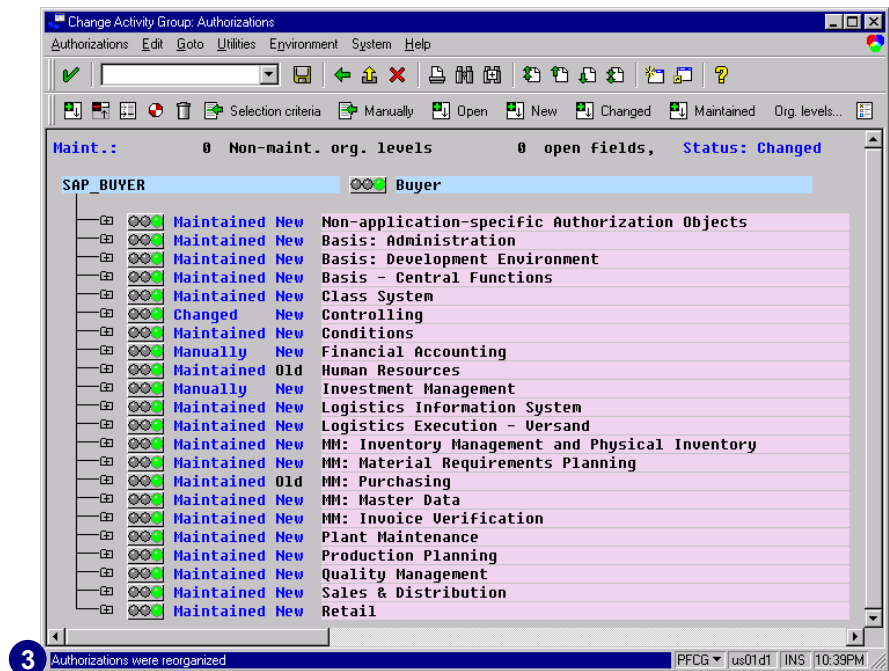 Change Activity Group: Authorizations
Authorizations Edit Goto Utilities Environment System Help
Selection criteria Manually Open New Changed Maintained Org. levels...
Maint.: 0 Non-maint. org. levels 0 open fields, Status: Changed
SAP_BUYER Buyer
Maintained New Non-application-specific Authorization Objects
Maintained New Basis: Administration
Maintained New Basis: Development Environment
Maintained New Basis - Central Functions
Maintained New Class System
Changed New Controlling
Maintained New Conditions
Manually New Financial Accounting
Maintained Old Human Resources
Manually New Investment Management
Maintained New Logistics Information System
Maintained New Logistics Execution - Versand
Maintained New MM: Inventory Management and Physical Inventory
Maintained New MM: Material Requirements Planning
Maintained Old MM: Purchasing
Maintained New MM: Master Data
Maintained New MM: Invoice Verification
Maintained New Plant Maintenance
Maintained New Production Planning
Maintained New Quality Management
Maintained New Sales & Distribution
Maintained New Retail
3 Authorizations were reorganized PFCG us01d1 INS 10:39PM